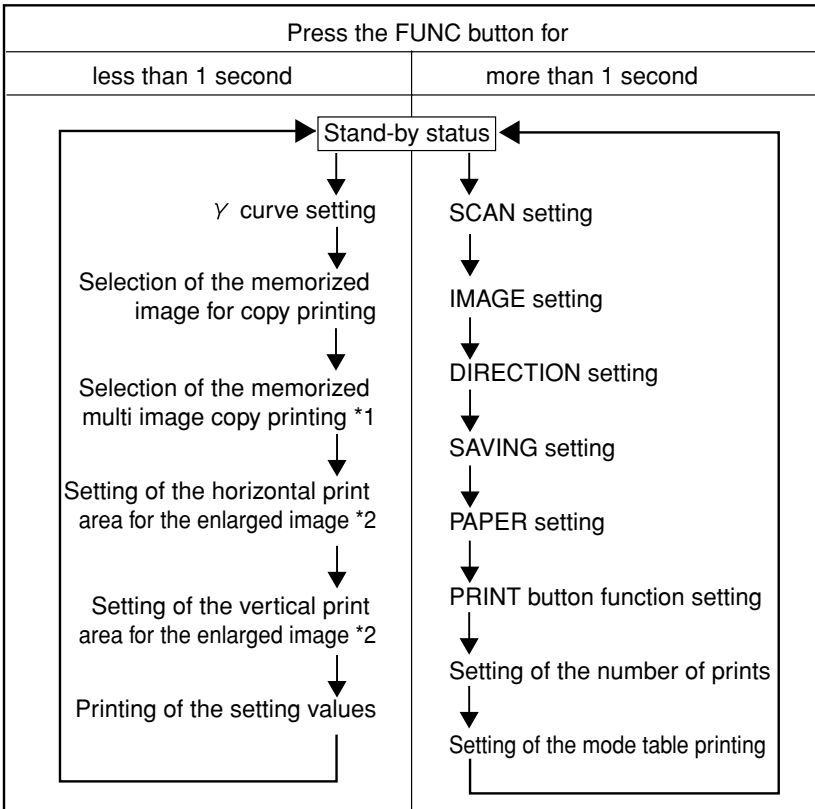 Press the FUNC button for
less than 1 second
more than 1 second
Stand-by status
γ curve setting
Selection of the memorized
image for copy printing
Selection of the memorized
multi image copy printing *1
Setting of the horizontal print
area for the enlarged image *2
Setting of the vertical print
area for the enlarged image *2
Printing of the setting values
SCAN setting
IMAGE setting
DIRECTION setting
SAVING setting
PAPER setting
PRINT button function setting
Setting of the number of prints
Setting of the mode table printing